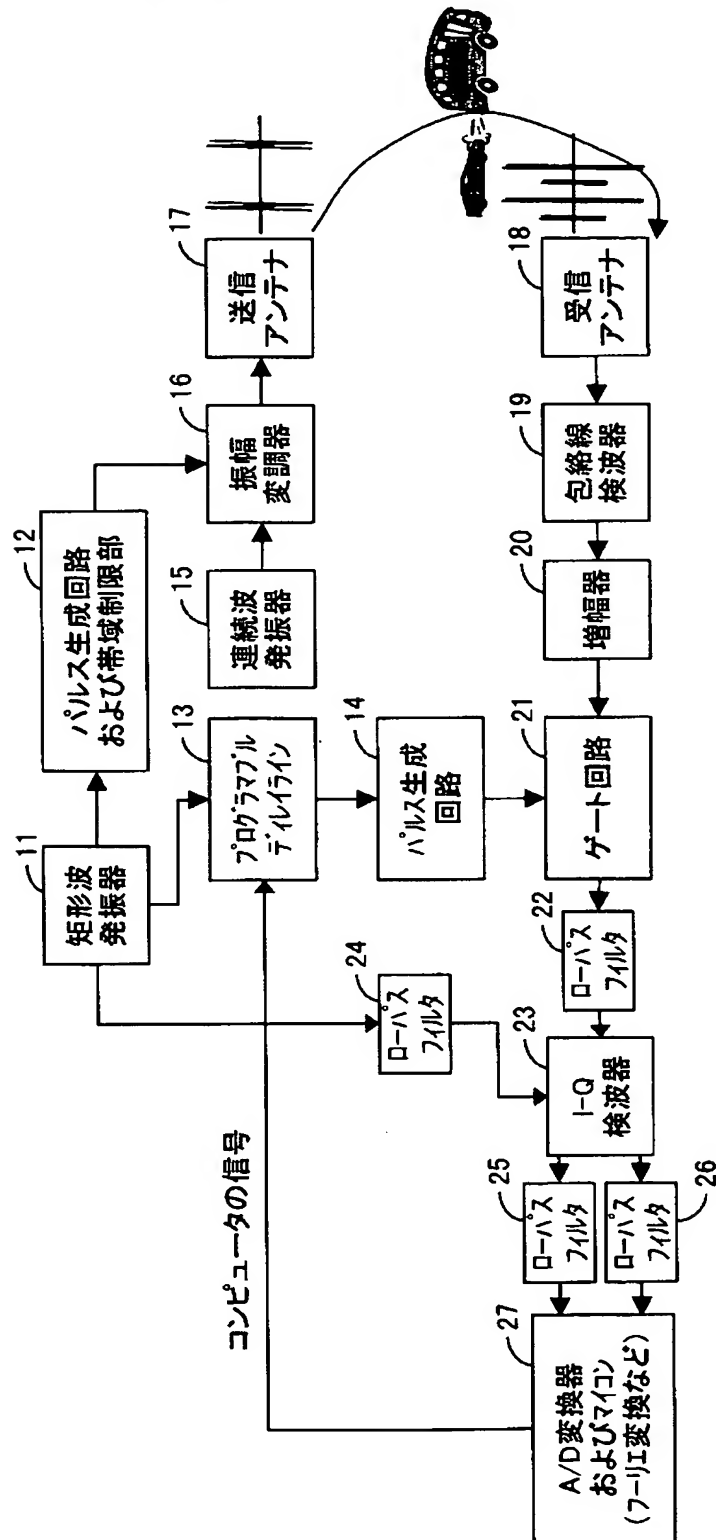 11
矩形波
発振器
12
パルス生成回路
および帯域制限部
13
プログラマブル
ディレイライン
15
連続波
発振器
16
振幅
変調器
17
送信
アンテナ
14
パルス生成
回路
24
ローパス
フィルタ
コンピュータの信号
27
A/D変換器
およびマイコン
(フーリエ変換など)
25
ローパス
フィルタ
26
ローパス
フィルタ
23
I-Q
検波器
22
ローパス
フィルタ
21
ゲート回路
20
増幅器
19
包絡線
検波器
18
受信
アンテナ